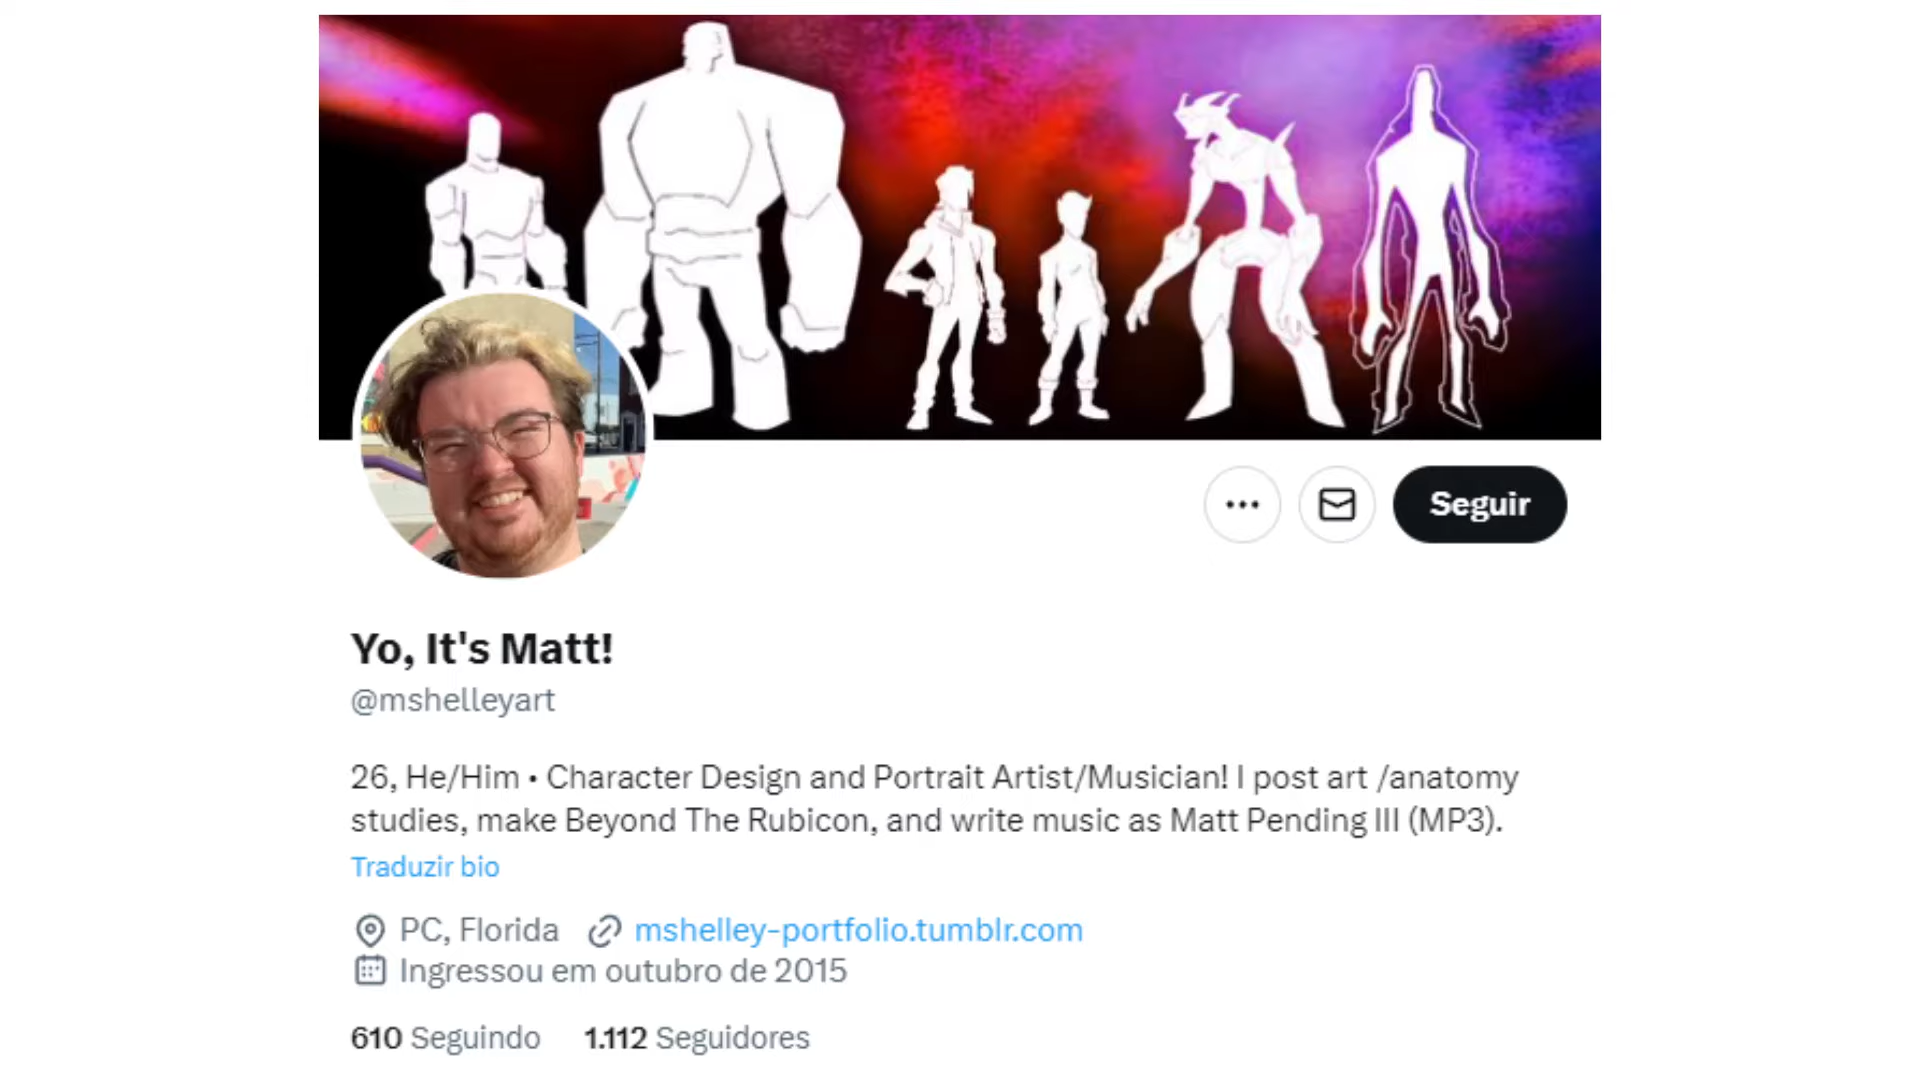 Seguir
Yo, It's Matt!
@mshelleyart
26, He/Him • Character Design and Portrait Artist/Musician! I post art /anatomy
studies, make Beyond The Rubicon, and write music as Matt Pending III (MP3).
Traduzir bio
PC, Florida mshelley-portfolio.tumblr.com
Ingressou em outubro de 2015
610 Seguindo 1.112 Seguidores